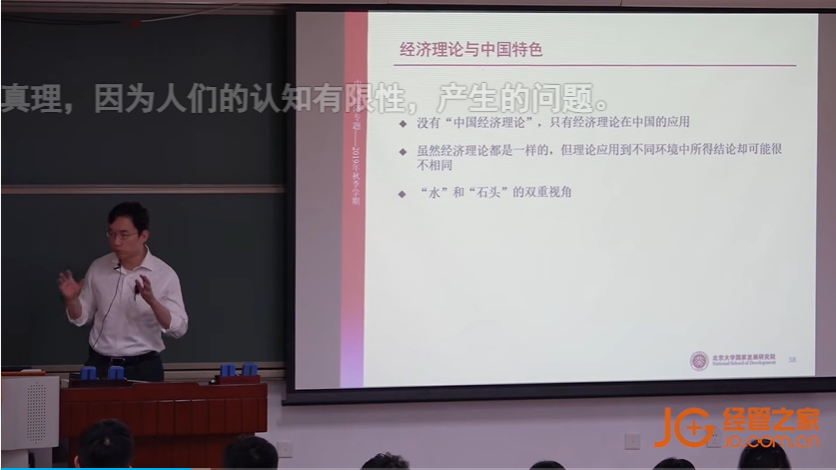 经济理论与中国特色
真理，因为人们的认知有限性，产生的问题。
没有“中国经济理论”，只有经济理论在中国的应用
虽然经济理论都是一样的，但理论应用到不同环境中所得结论却可能很
不相同
“水”和“石头”的双重视角
专题——2019年秋季学期
北京大学国家发展研究院
National School of Development
38
JG 经管之家
JG.com.cn